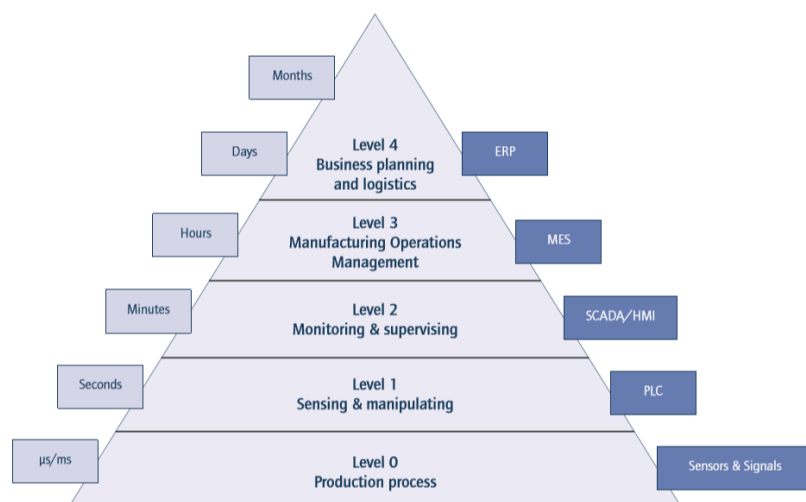 Months
Days
Level 4
Business planning
and logistics
ERP
Hours
Level 3
Manufacturing Operations
Management
MES
Minutes
Level 2
Monitoring & supervising
SCADA/HMI
Seconds
Level 1
Sensing & manipulating
PLC
µs/ms
Level 0
Production process
Sensors & Signals